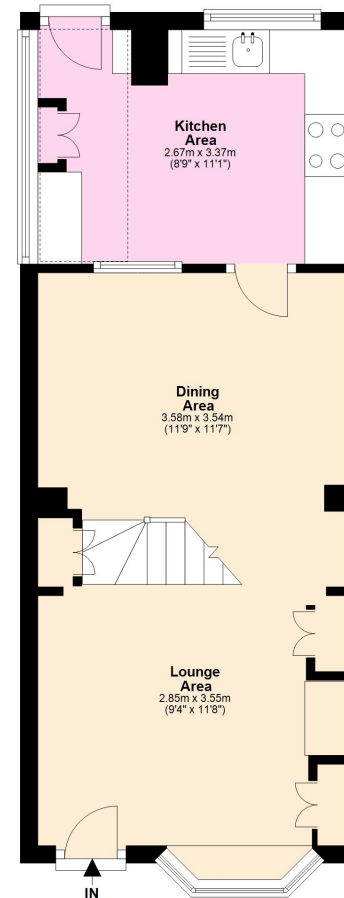 Kitchen
Area
2.67m x 3.37m
(8'9" x 11'1")
Dining
Area
3.58m x 3.54m
(11'9" x 11'7")
Lounge
Area
2.85m x 3.55m
(9'4" x 11'8")
IN